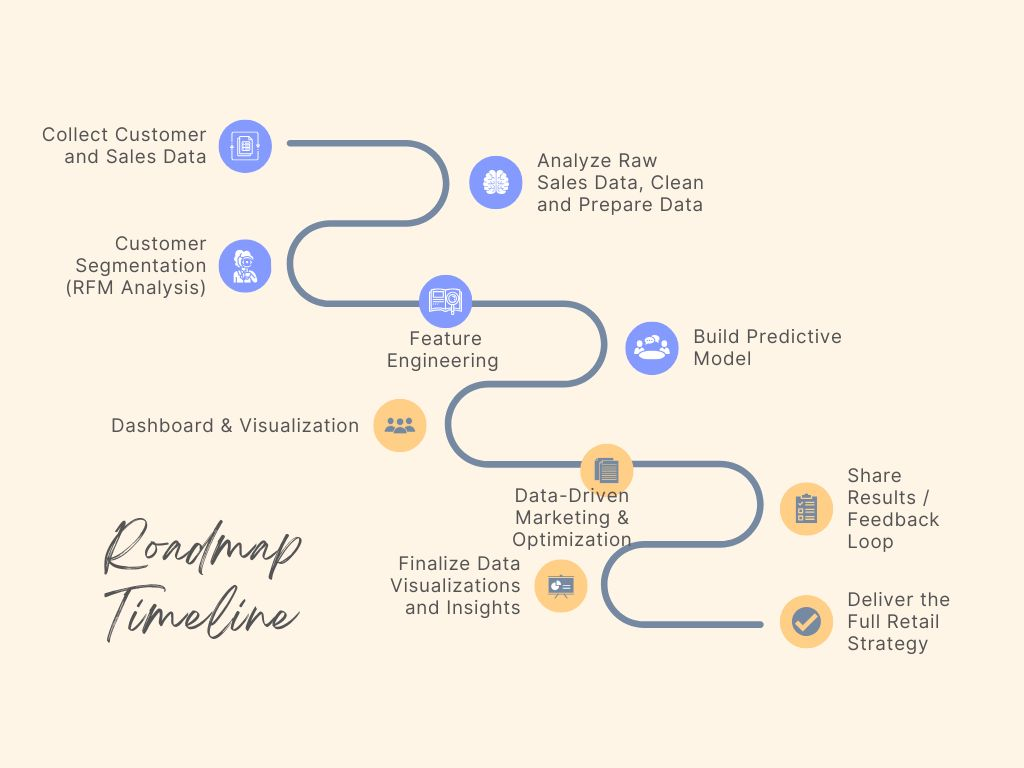 Collect Customer
and Sales Data
Analyze Raw
Sales Data, Clean
and Prepare Data
Customer
Segmentation
(RFM Analysis)
Feature
Engineering
Build Predictive
Model
Dashboard & Visualization
Data-Driven
Marketing &
Optimization
Share
Results /
Feedback
Loop
Finalize Data
Visualizations
and Insights
Deliver the
Full Retail
Strategy
Roadmap
Timeline